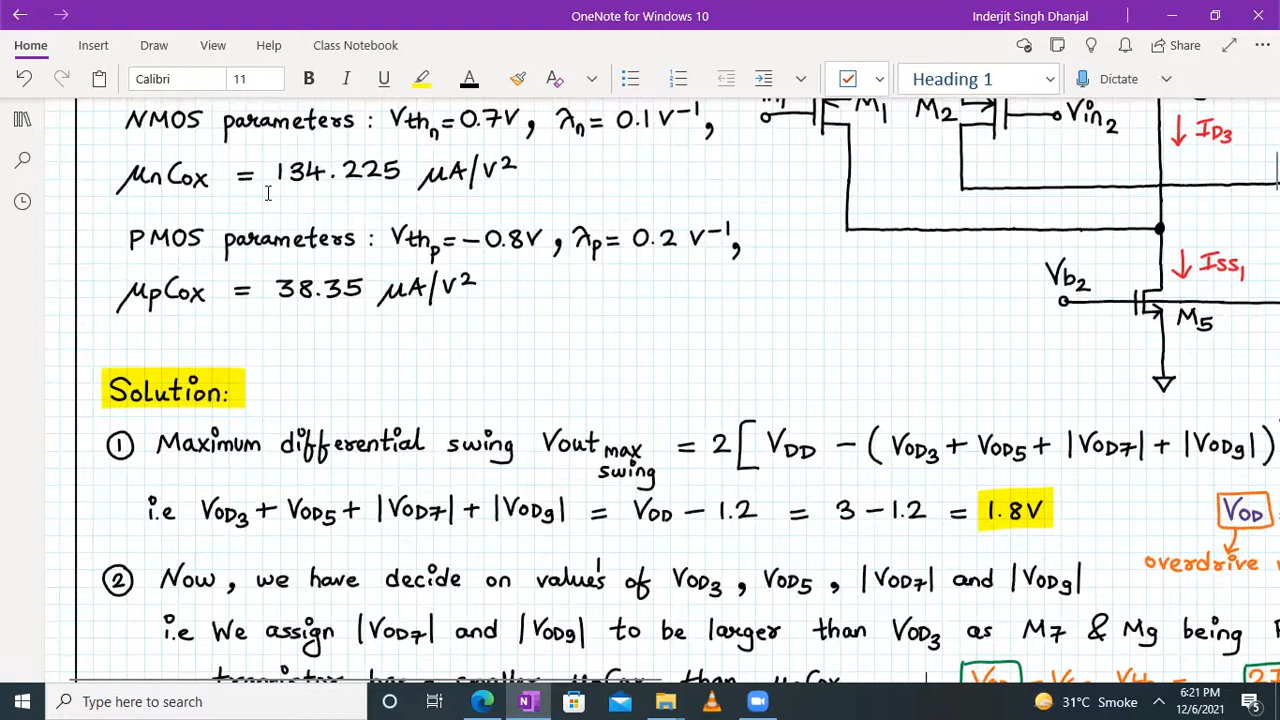 OneNote for Windows 10
Inderjit Singh Dhanjal
Home Insert Draw View Help Class Notebook
Share
Calibri 11 B I U A Heading 1 Dictate
NMOS parameters : Vthn = 0.7V , λn = 0.1 V⁻¹ ,
μnCox = 134.225 μA/V²
PMOS parameters : Vthp = -0.8V , λp = 0.2 V⁻¹ ,
μpCox = 38.35 μA/V²
M1 M2 Vin2
ID3
ISS1
Vb2
M5
Solution:
① Maximum differential swing Vout max swing = 2 [ VDD - ( VOD3 + VOD5 + |VOD7| + |VOD9| )
i.e VOD3 + VOD5 + |VOD7| + |VOD9| = VDD - 1.2 = 3 - 1.2 = 1.8V
VOD
overdrive
② Now , we have decide on values of VOD3 , VOD5 , |VOD7| and |VOD9|
i.e We assign |VOD7| and |VOD9| to be larger than VOD3 as M7 & M9 being
Type here to search
31°C Smoke
6:21 PM
12/6/2021
5